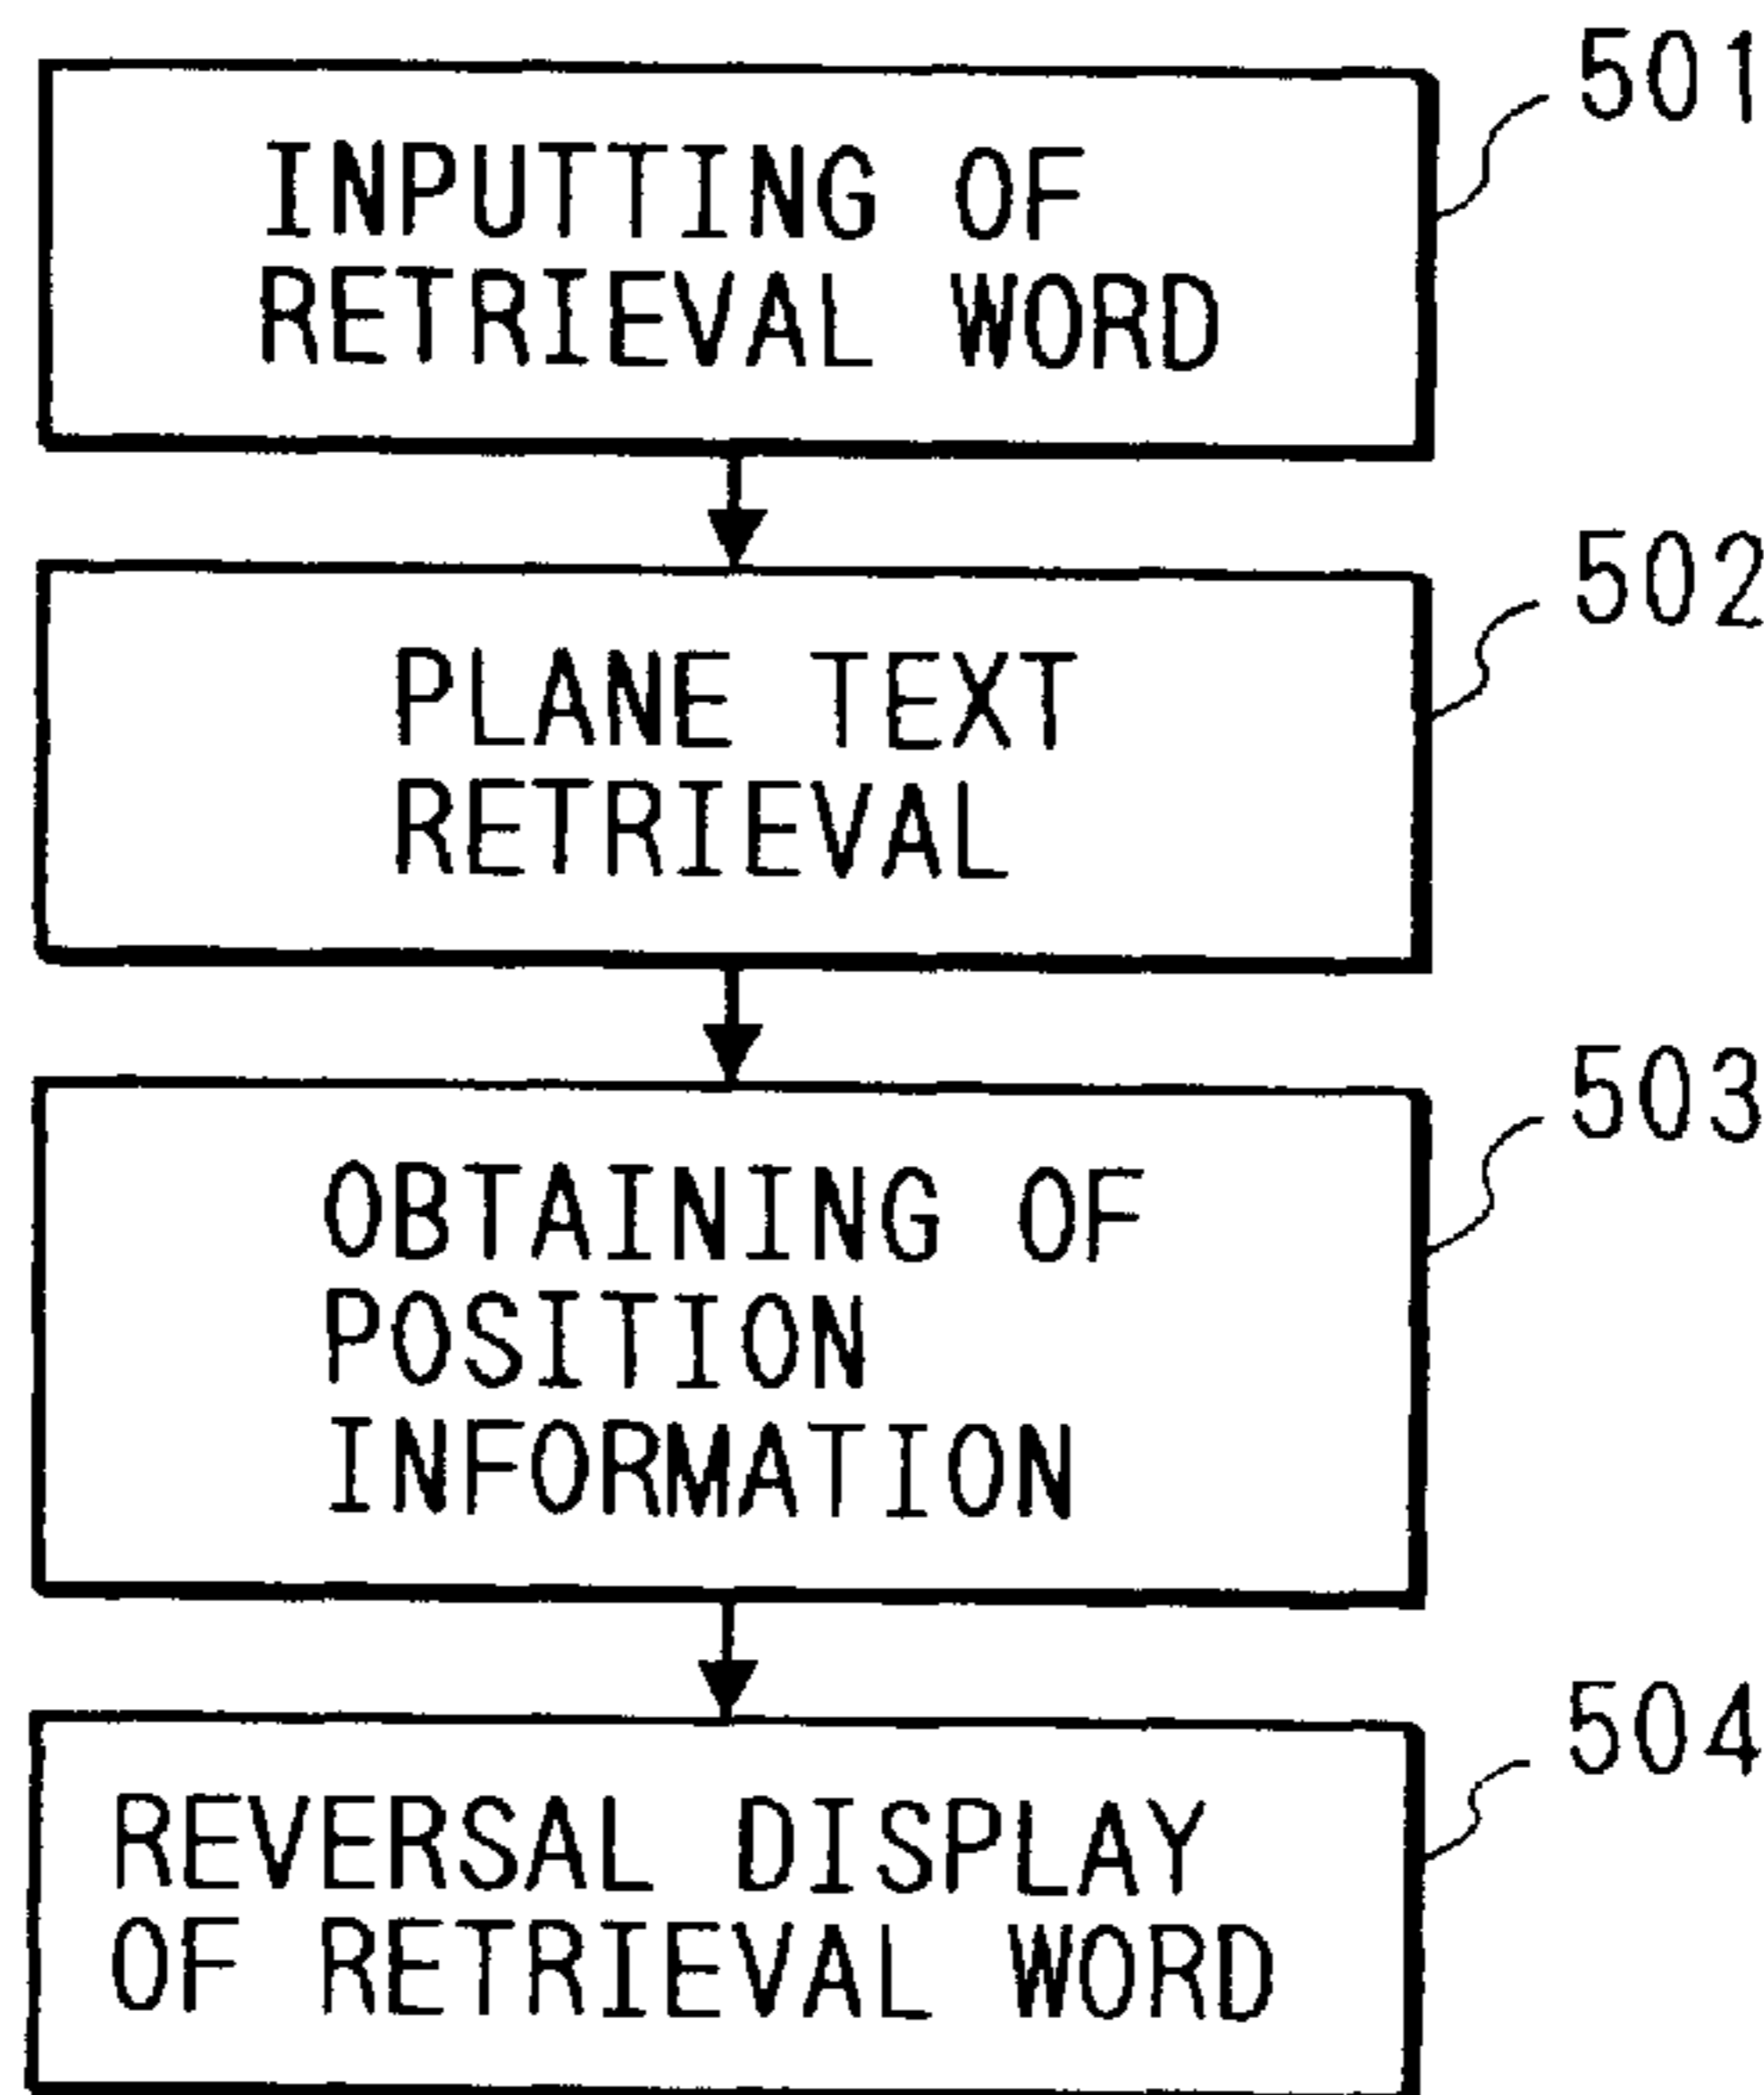 501
INPUTTING OF
RETRIEVAL WORD
502
PLANE TEXT
RETRIEVAL
503
OBTAINING OF
POSITION
INFORMATION
504
REVERSAL DISPLAY
OF RETRIEVAL WORD